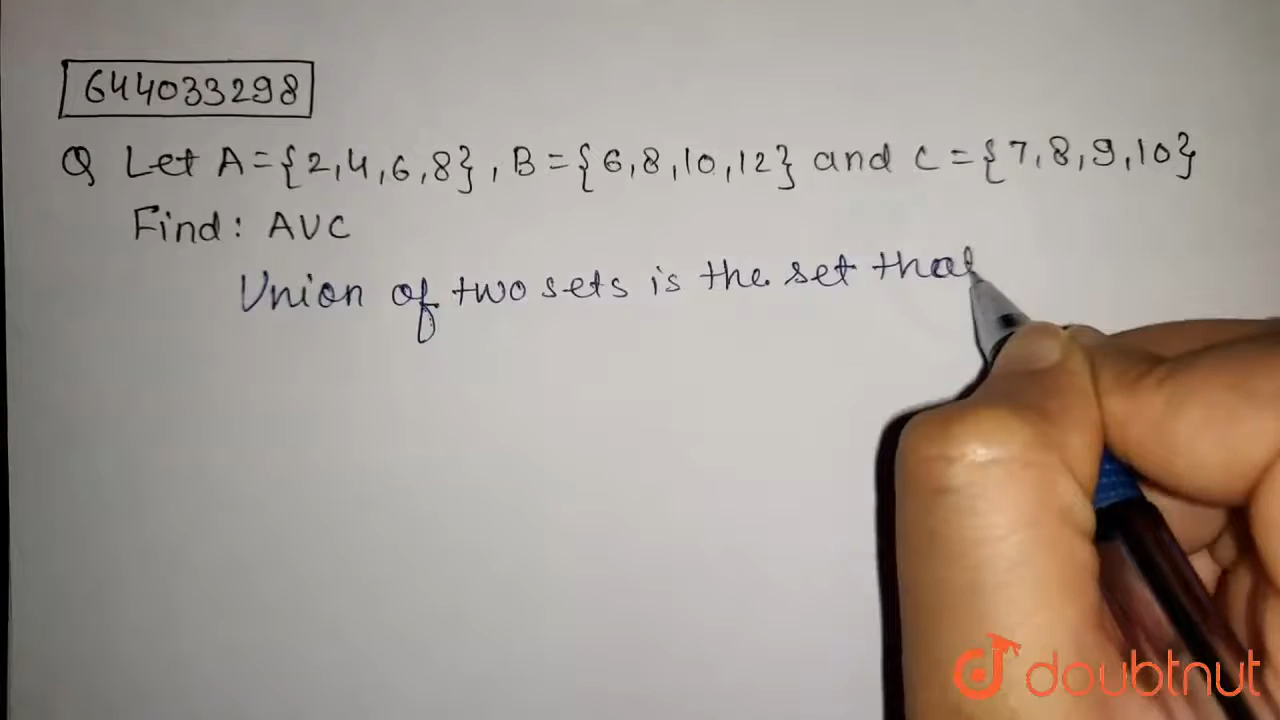 644033298
Q Let A={2,4,6,8}, B={6,8,10,12} and C={7,8,9,10}
Find: AUC
Union of two sets is the set that
doubtnut